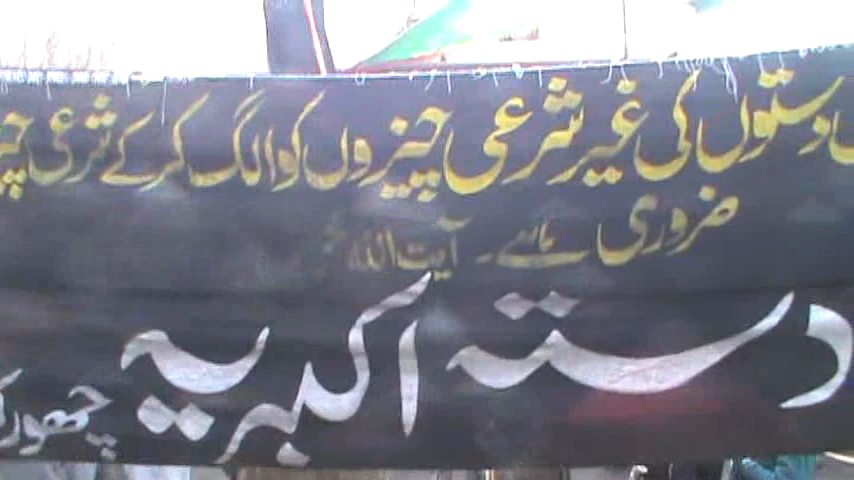 دستوں کی غیر شرعی چیزوں کو الگ کر کے شرعی
ضروری ہے۔ آیت اللہ
دستہ اکبریہ